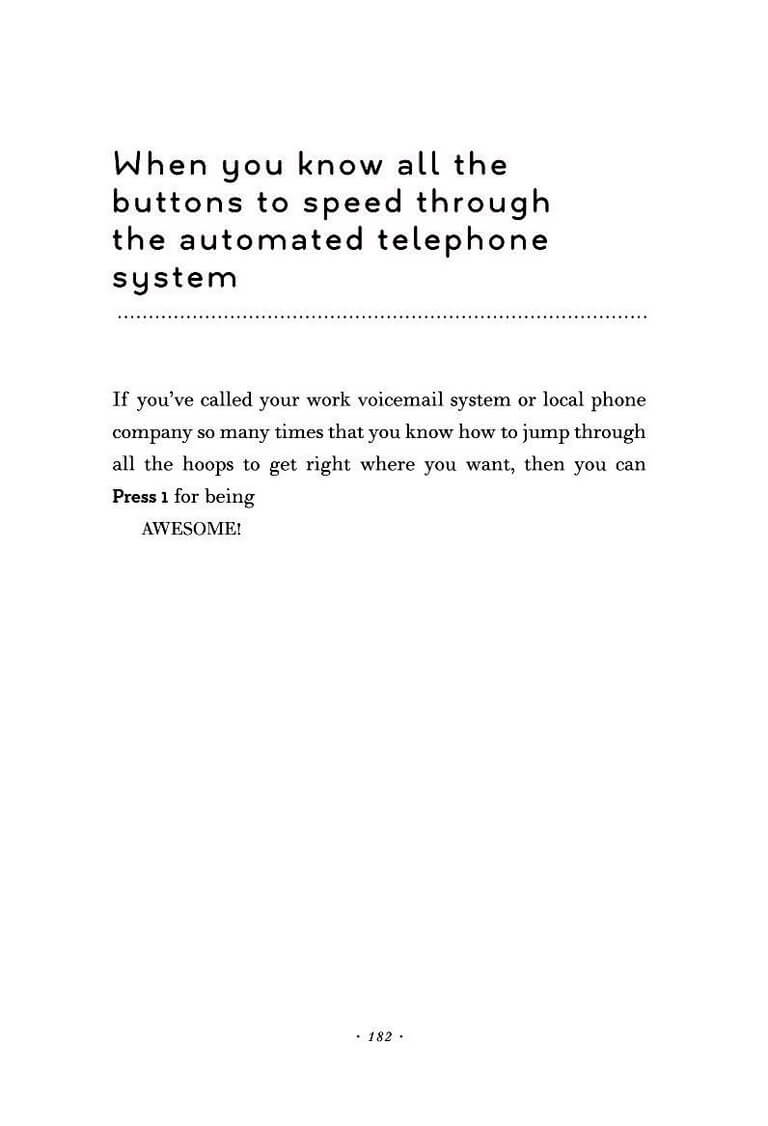 When you know all the
buttons to speed through
the automated telephone
system
If you’ve called your work voicemail system or local phone
company so many times that you know how to jump through
all the hoops to get right where you want, then you can
Press 1 for being
AWESOME!
· 182 ·